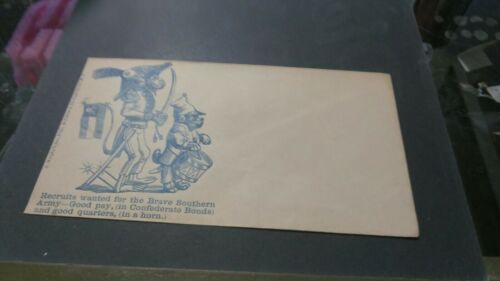 Recruits wanted for the Brave Southern
Army—Good pay, (in Confederate Bonds)
and good quarters, (in a horn.)